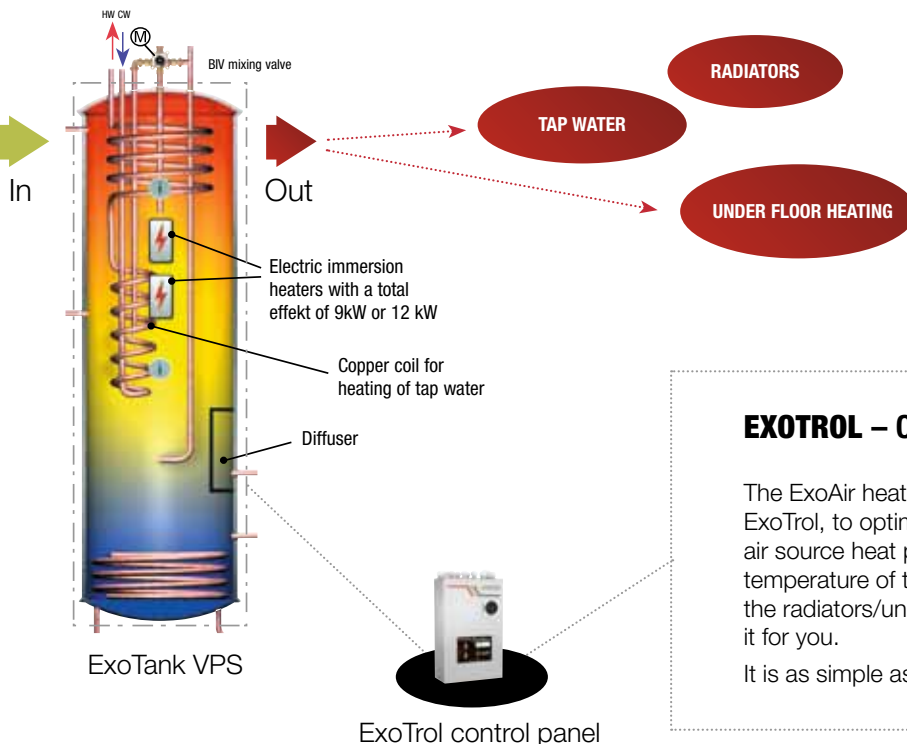 HW CW
M
BIV mixing valve
In
Out
RADIATORS
TAP WATER
UNDER FLOOR HEATING
Electric immersion
heaters with a total
effekt of 9kW or 12 kW
Copper coil for
heating of tap water
Diffuser
ExoTank VPS
ExoTrol control panel
EXOTROL –
The ExoAir heat
ExoTrol, to optim
air source heat p
temperature of t
the radiators/un
it for you.
It is as simple as